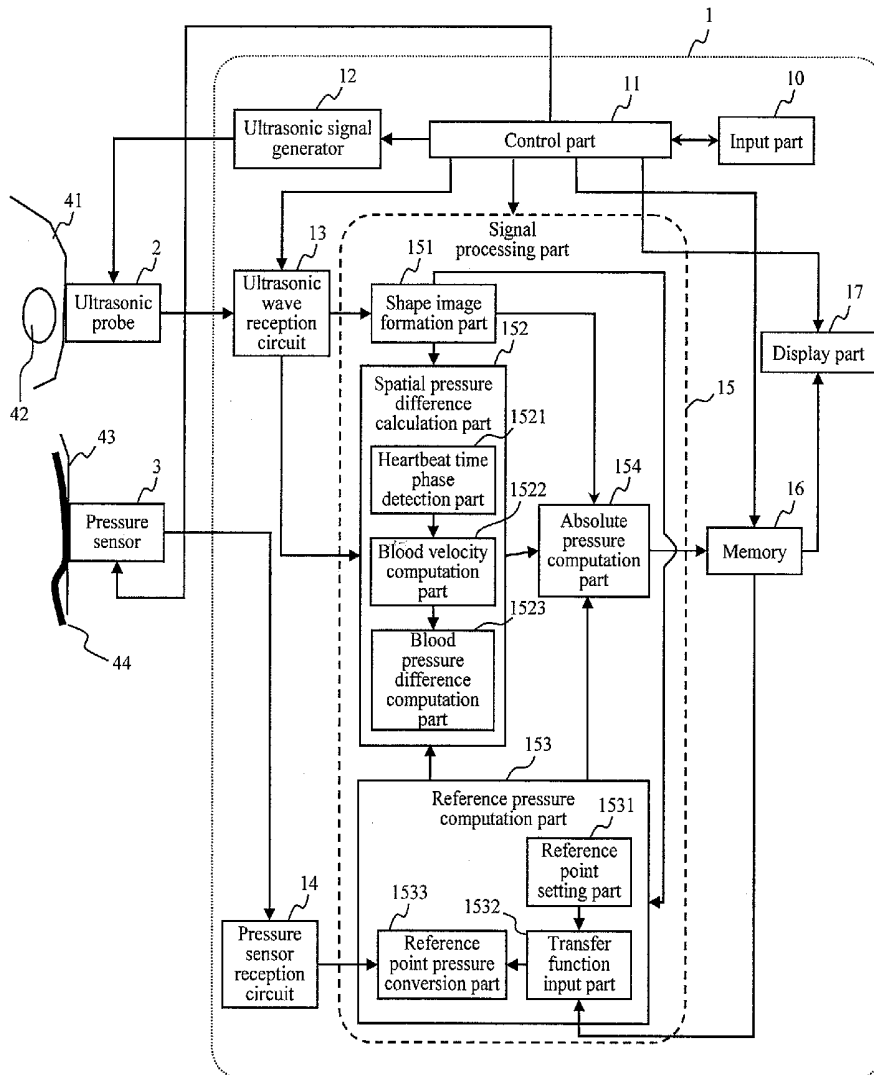 1
12
11
10
Ultrasonic signal
generator
Control part
Input part
41
2
13
Signal
processing part
151
Ultrasonic
probe
Ultrasonic
wave
reception
circuit
Shape image
formation part
17
Display part
42
152
Spatial pressure
difference
calculation part
15
43
3
1521
Heartbeat time
phase
detection part
1522
154
16
Pressure
sensor
Blood velocity
computation
part
Absolute
pressure
computation
part
Memory
1523
44
Blood
pressure
difference
computation
part
153
Reference pressure
computation part
1531
Reference
point
setting part
14
1533
1532
Pressure
sensor
reception
circuit
Reference
point pressure
conversion part
Transfer
function
input part